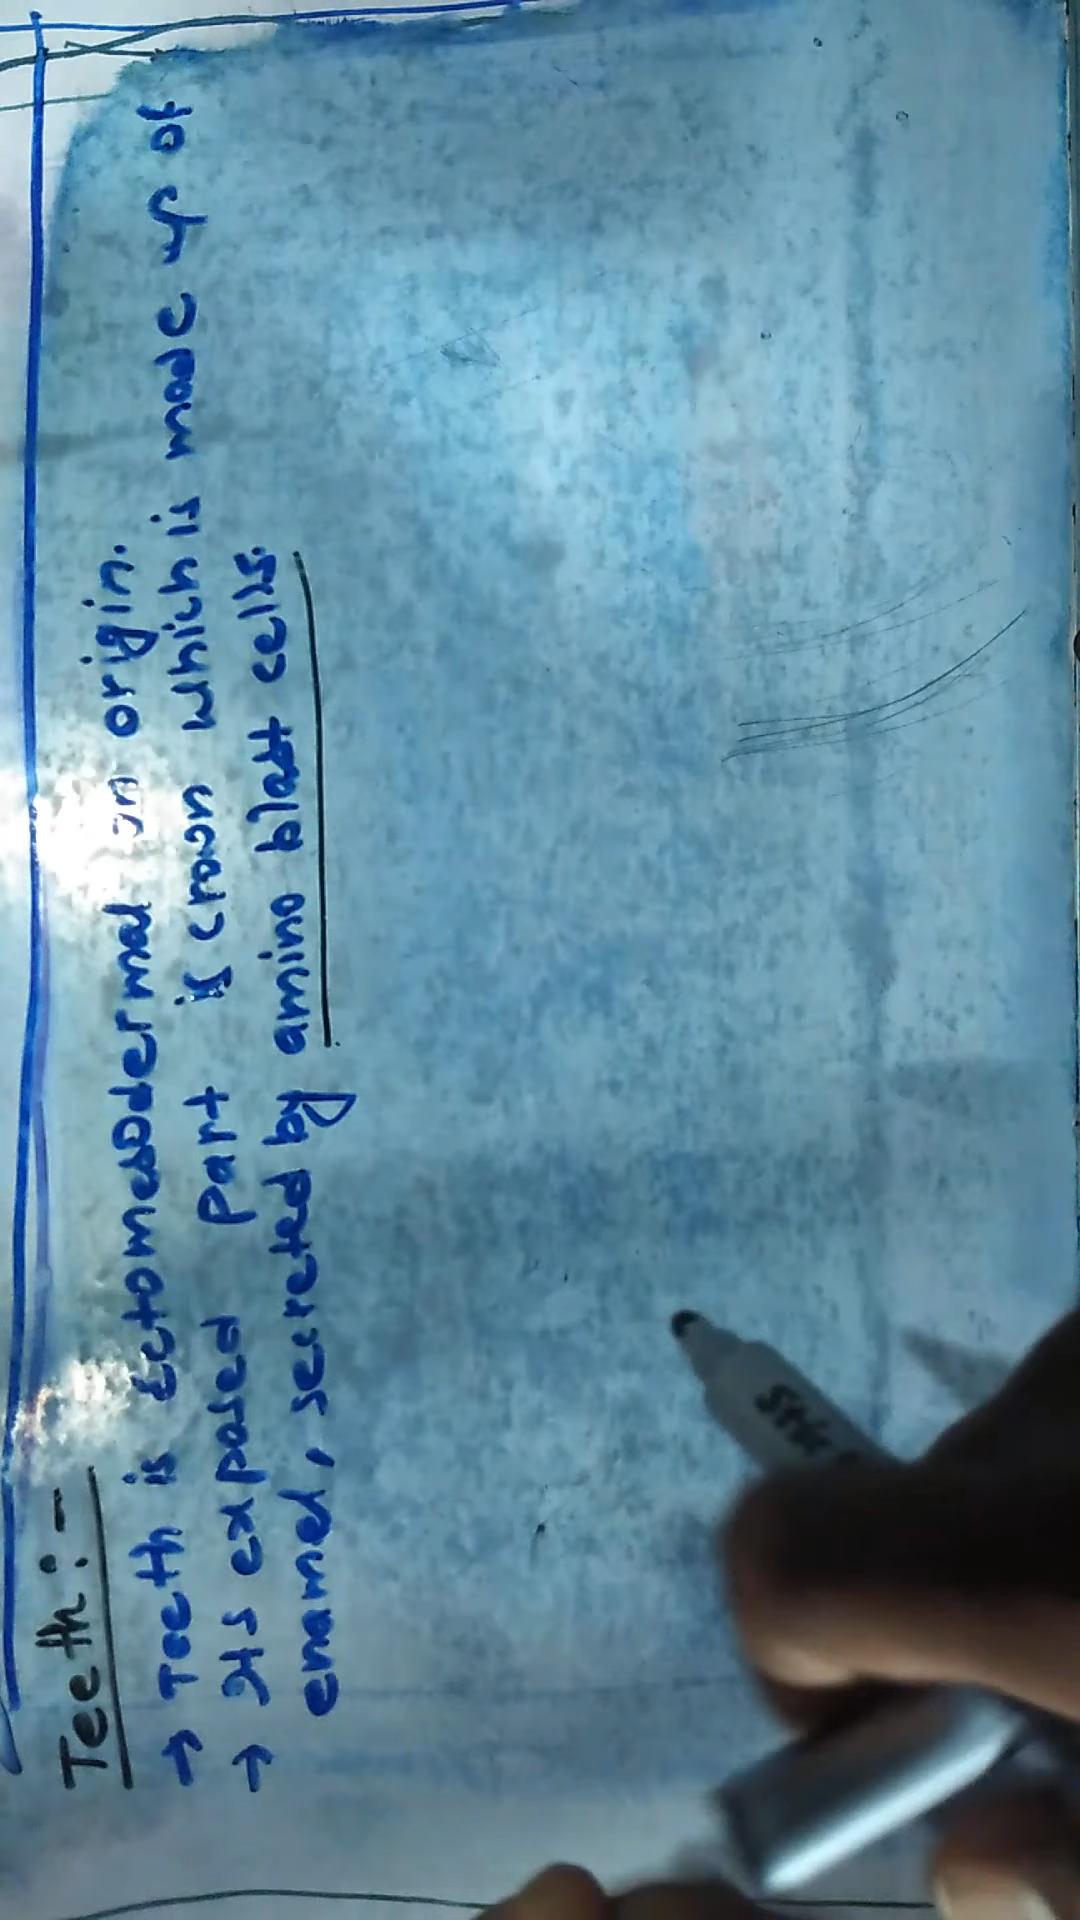 Teeth :-
→ Teeth is Ectomesodermal in origin.
→ Its exposed part is crown which is made up of
enamel, secreted by amino blast cells.